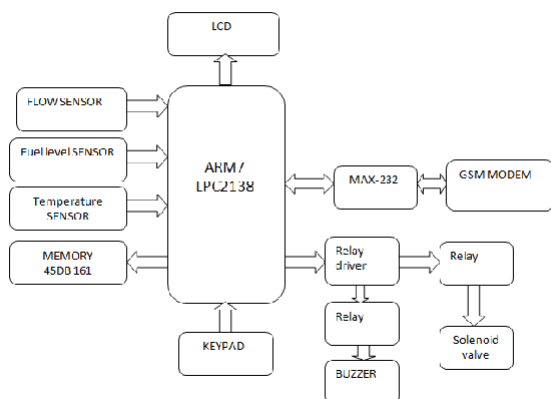 LCD
FLOW SENSOR
Fuel level SENSOR
Temperature
SENSOR
MEMORY
45DB 161
ARM7
LPC2138
KEYPAD
MAX-232
GSM MODEM
Relay
driver
Relay
Relay
BUZZER
Solenoid
valve